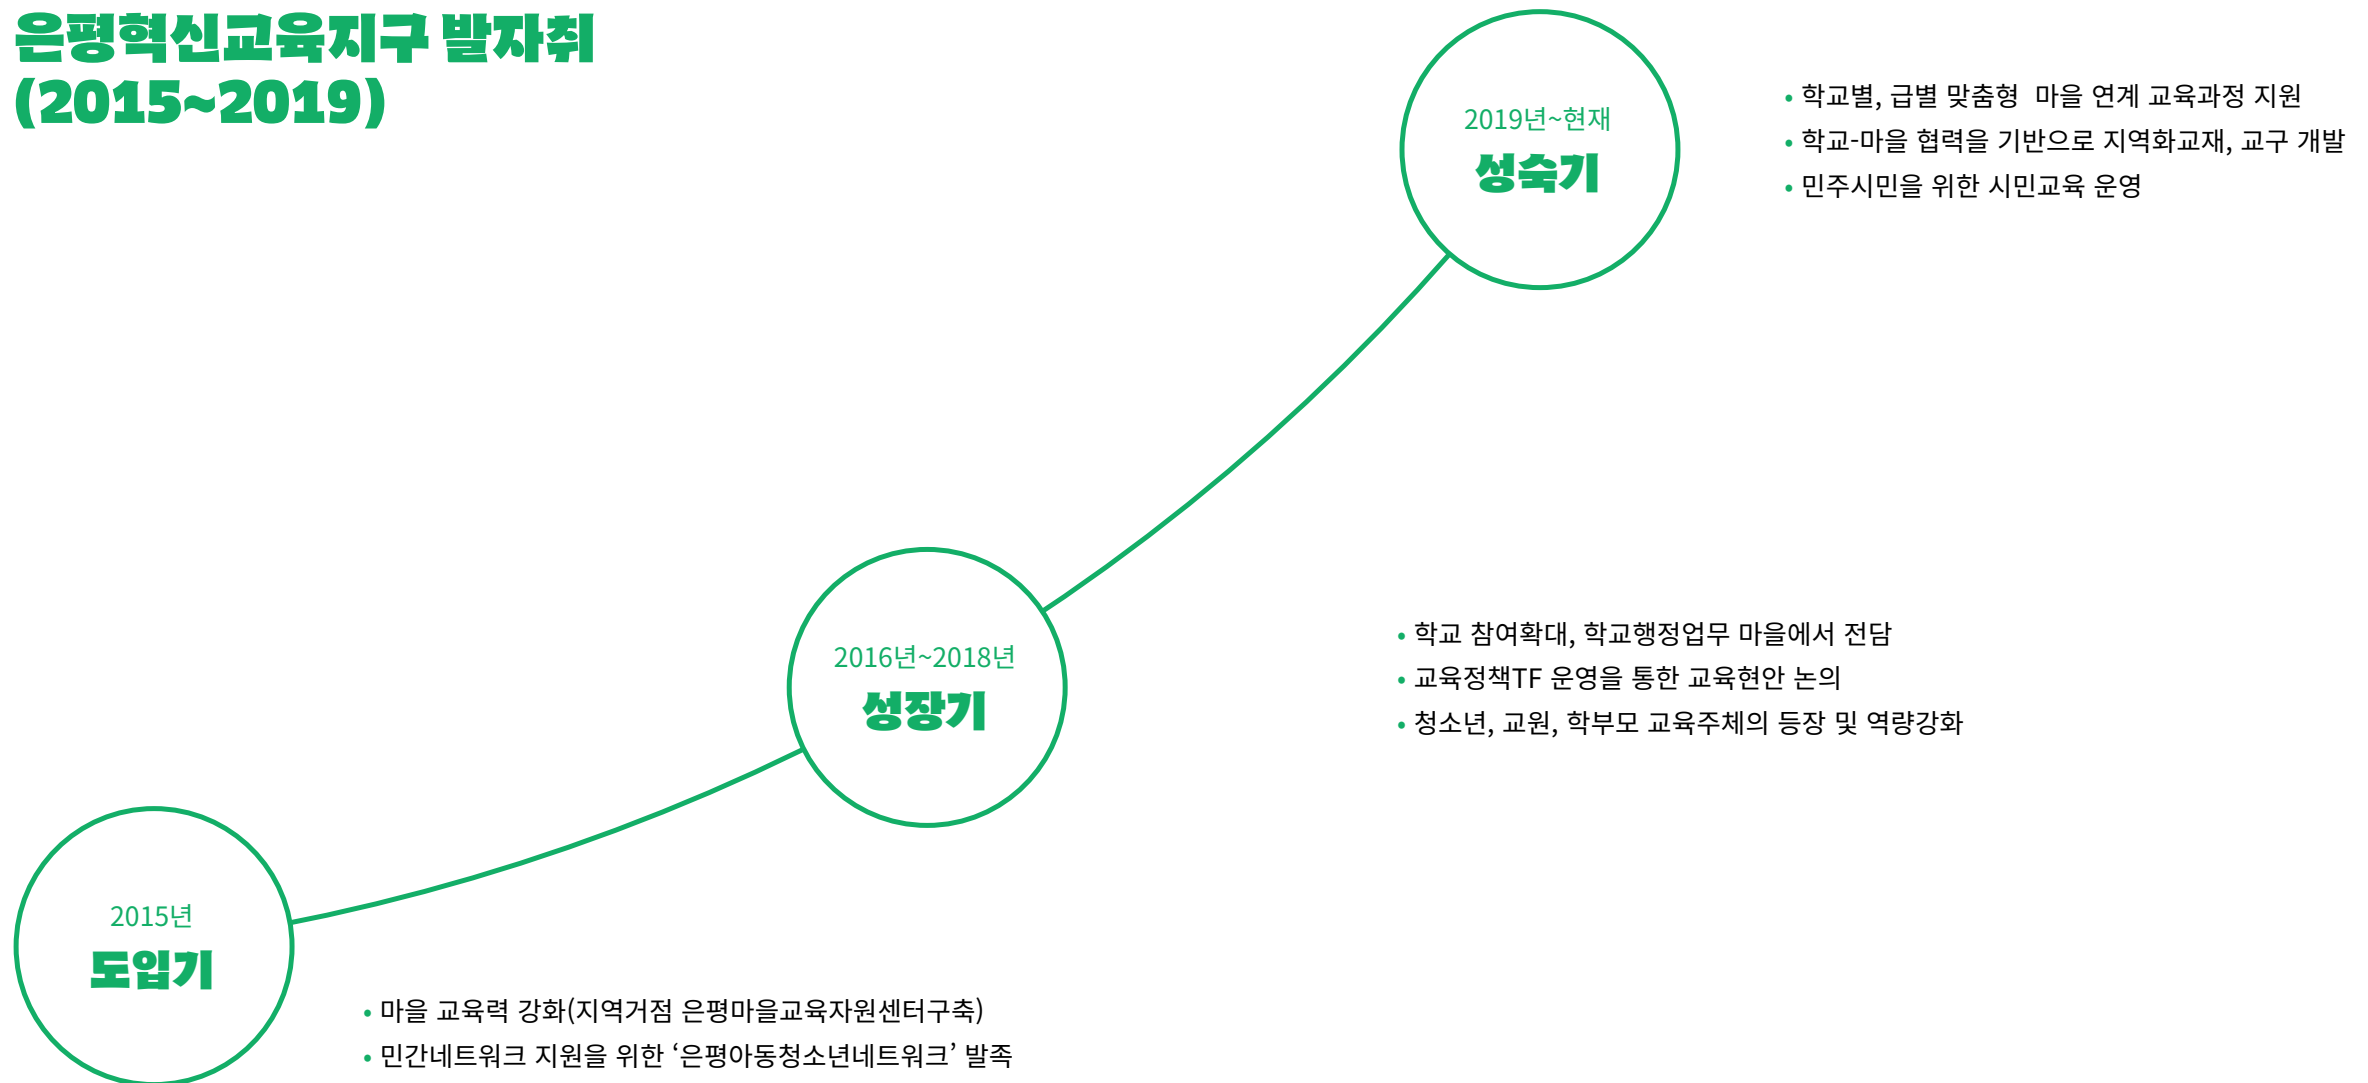 은평혁신교육지구 발자취
(2015~2019)
2019년~현재
성숙기
• 학교별, 급별 맞춤형 마을 연계 교육과정 지원
• 학교-마을 협력을 기반으로 지역화교재, 교구 개발
• 민주시민을 위한 시민교육 운영
2016년~2018년
성장기
• 학교 참여확대, 학교행정업무 마을에서 전담
• 교육정책TF 운영을 통한 교육현안 논의
• 청소년, 교원, 학부모 교육주체의 등장 및 역량강화
2015년
도입기
• 마을 교육력 강화(지역거점 은평마을교육자원센터구축)
• 민간네트워크 지원을 위한 ‘은평아동청소년네트워크’ 발족